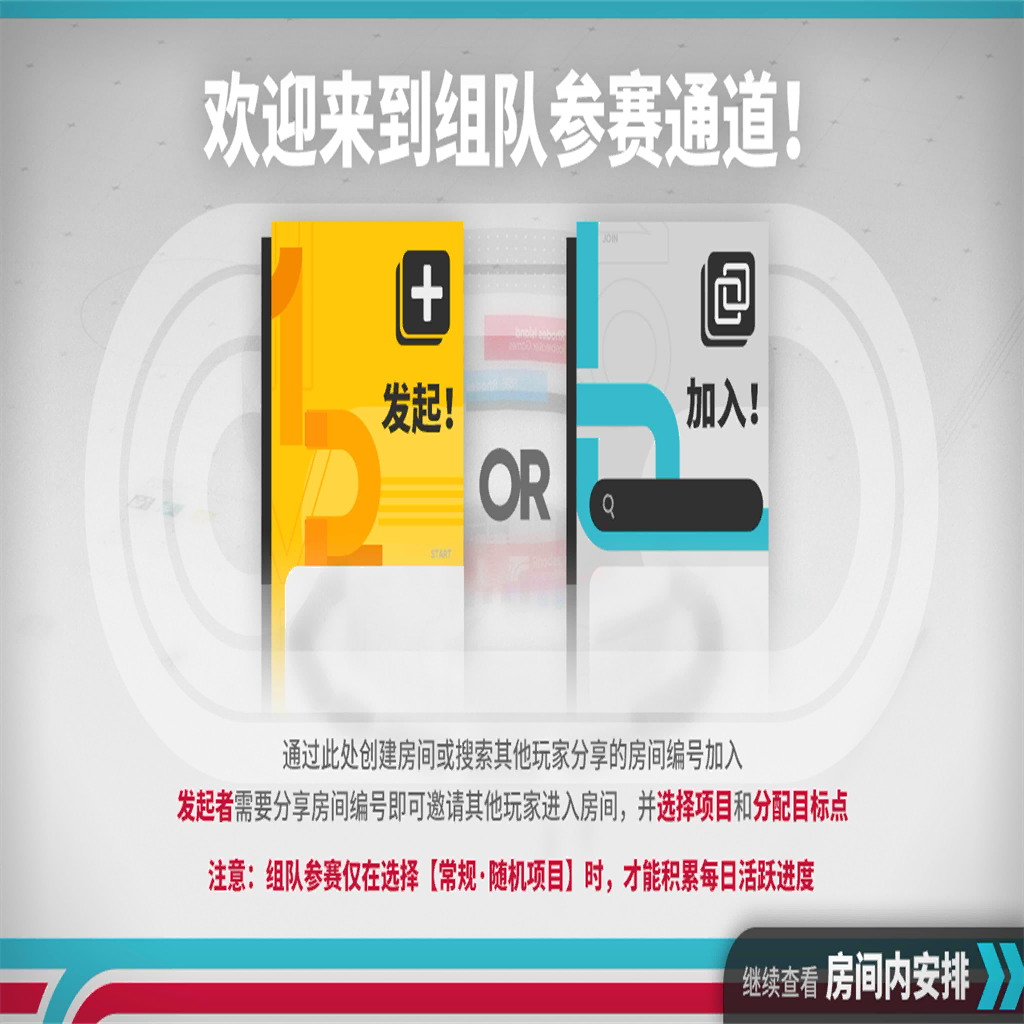 欢迎来到组队参赛通道！
JOIN
发起！
加入！
OR
START
通过此处创建房间或搜索其他玩家分享的房间编号加入
发起者需要分享房间编号即可邀请其他玩家进入房间，并选择项目和分配目标点
注意：组队参赛仅在选择【常规·随机项目】时，才能积累每日活跃进度
继续查看 房间内安排